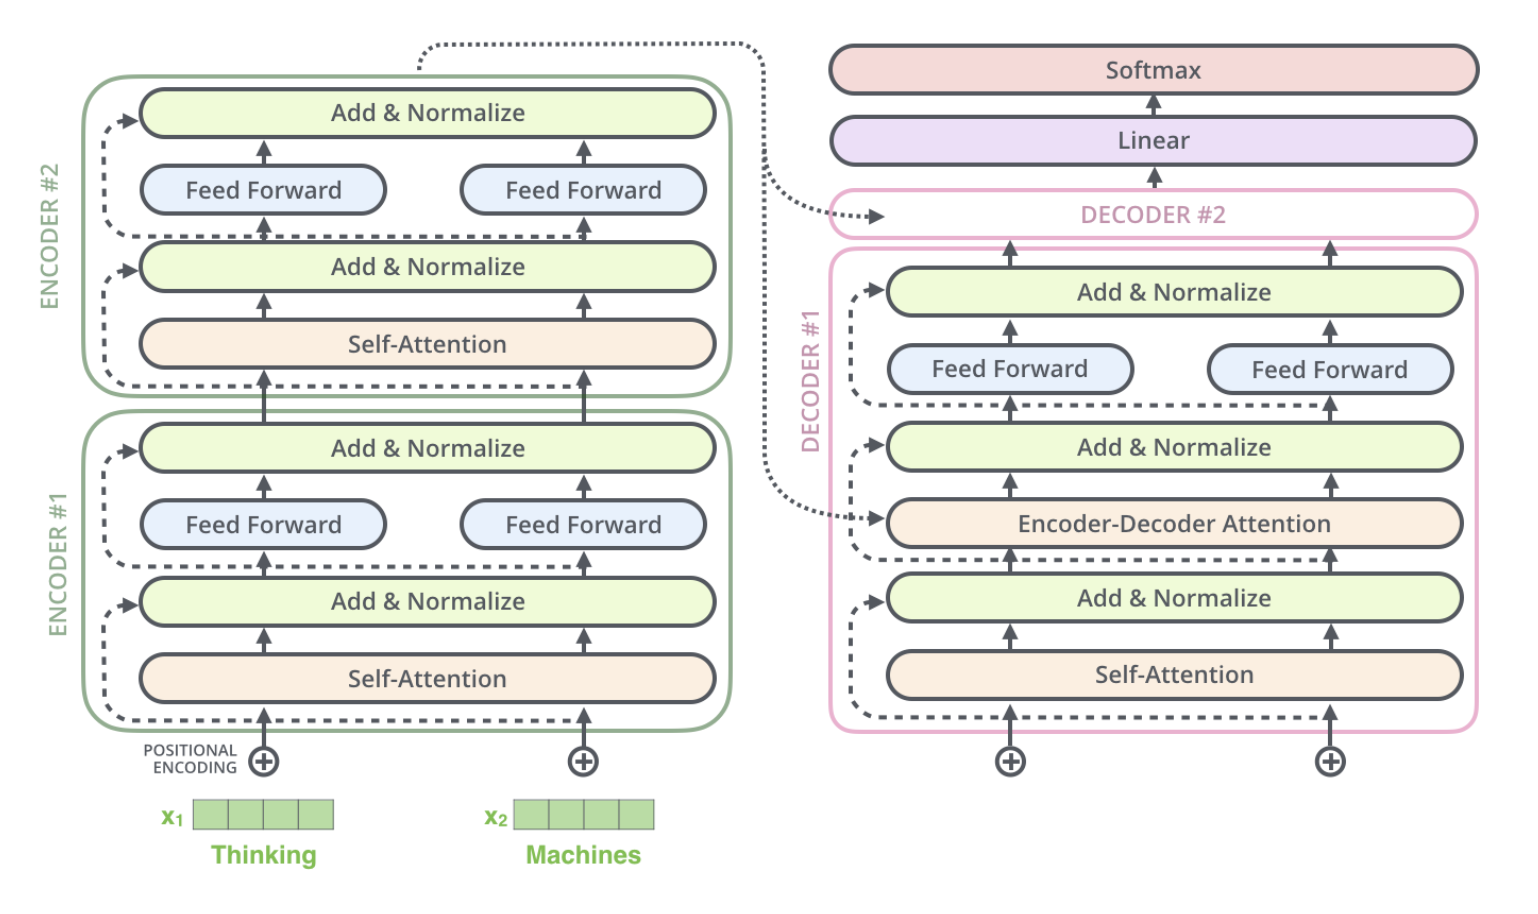 ENCODER #2
Add & Normalize
Feed Forward
Feed Forward
Add & Normalize
Self-Attention
ENCODER #1
Add & Normalize
Feed Forward
Feed Forward
Add & Normalize
Self-Attention
POSITIONAL
ENCODING
x1
x2
Thinking
Machines
Softmax
Linear
DECODER #2
DECODER #1
Add & Normalize
Feed Forward
Feed Forward
Add & Normalize
Encoder-Decoder Attention
Add & Normalize
Self-Attention